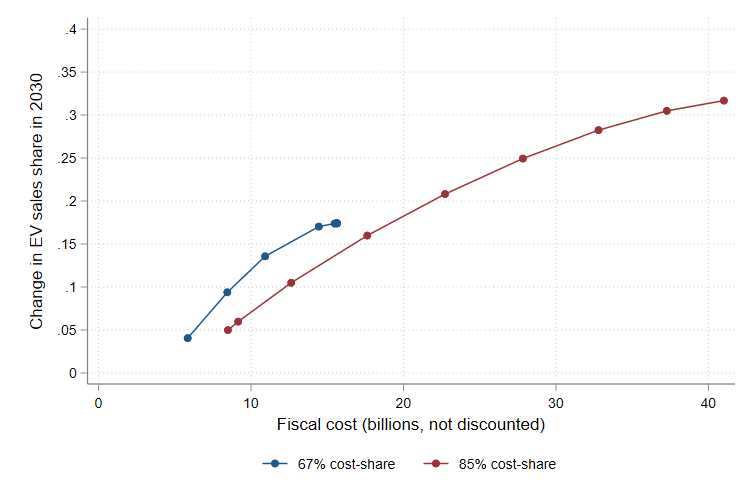 Change in EV sales share in 2030
.4
.35
.3
.25
.2
.15
.1
.05
0
0 10 20 30 40
Fiscal cost (billions, not discounted)
67% cost-share 85% cost-share